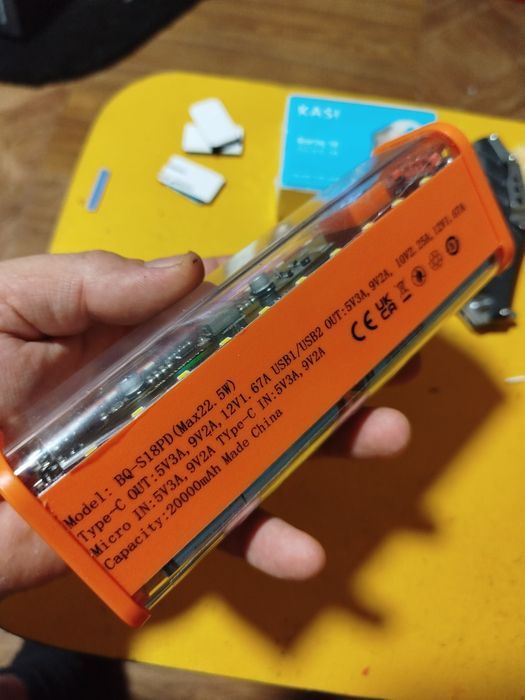 KASI
Model: BQ-S18PD(Max22.5W)
Type-C OUT:5V3A, 9V2A, 12V1.67A USB1/USB2 OUT:5V3A, 9V2A, 10V2.25A,12V1.67A
Micro IN:5V3A, 9V2A TYpe-C IN:5V3A,9V2A
Capacity:20000mAh Made China
CE UK CA